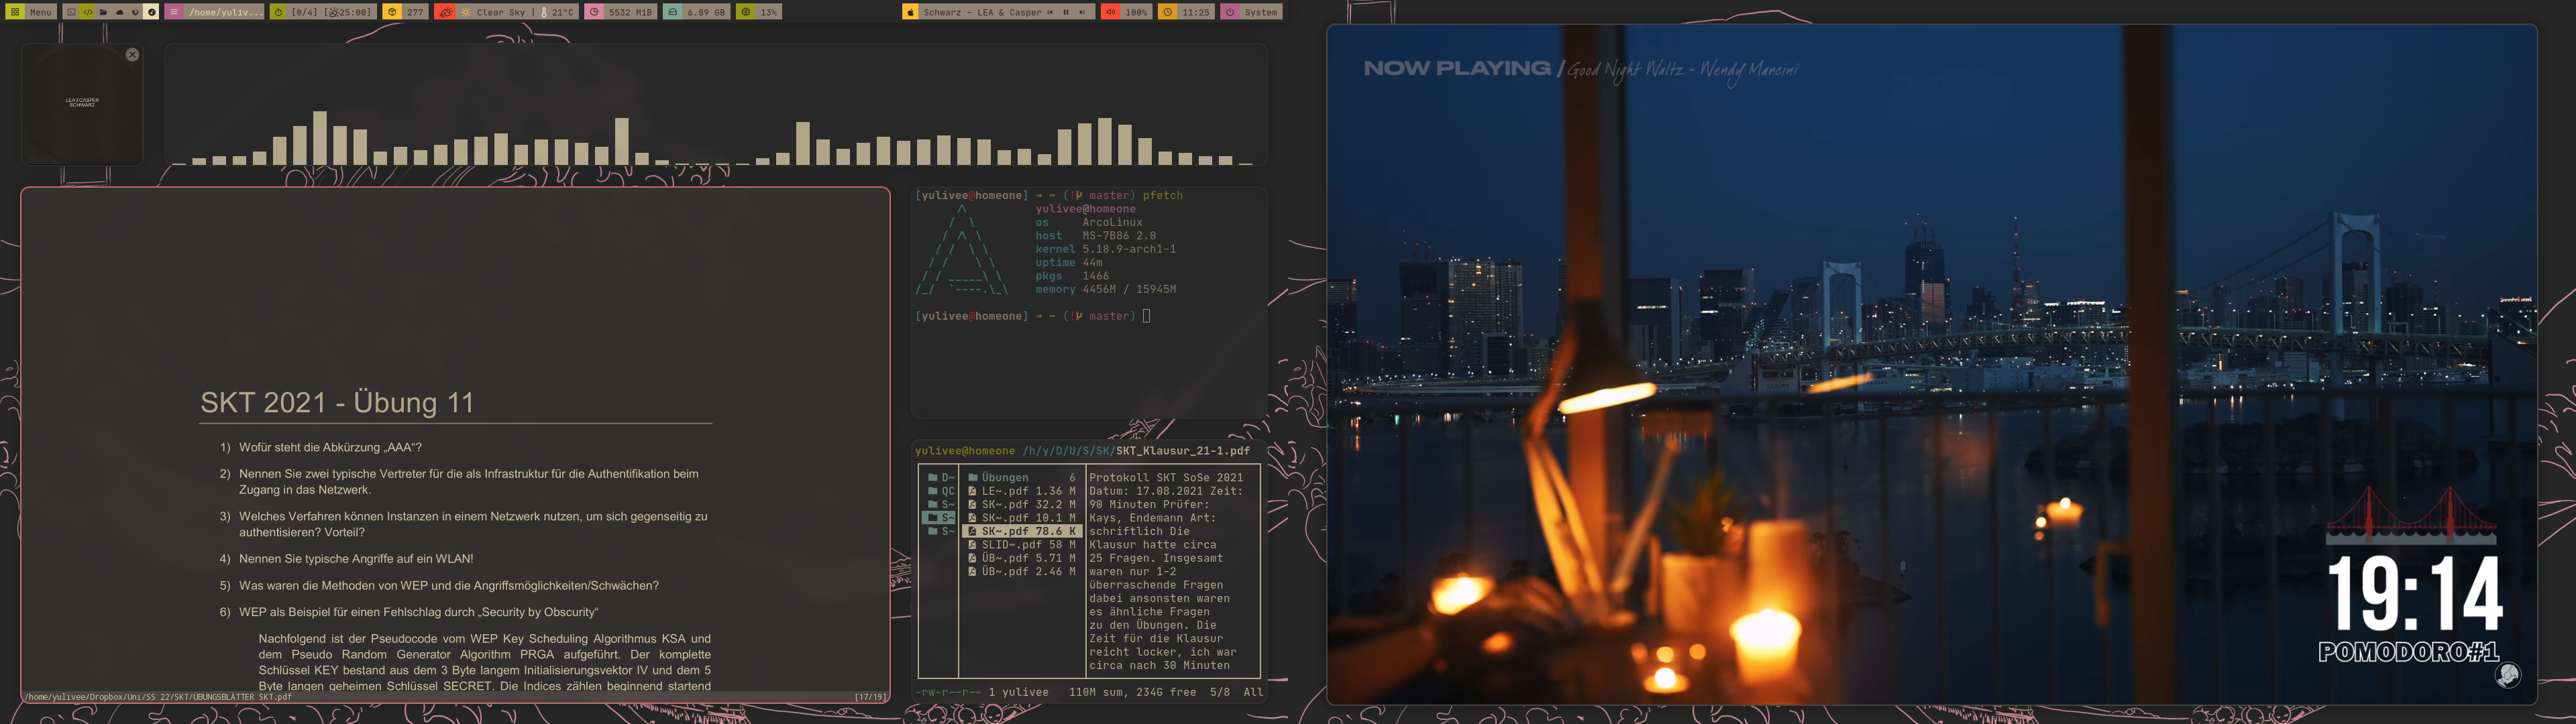 Menu
/home/yuliv...
[0/4] 25:00]
277
Clear Sky | 21°C
5532 MiB
6.89 GB
13%
Schwarz - LEA & Casper
100%
11:25
System
LEA X CASPER
SCHWARZ
[yulivee@homeone] ➜ ~ (! master) pfetch
yulivee@homeone
os ArcoLinux
host MS-7B86 2.0
kernel 5.18.9-arch1-1
uptime 44m
pkgs 1466
memory 4456M / 15945M
[yulivee@homeone] ➜ ~ (! master)
SKT 2021 - Übung 11
1) Wofür steht die Abkürzung „AAA“?
2) Nennen Sie zwei typische Vertreter für die als Infrastruktur für die Authentifikation beim
Zugang in das Netzwerk.
3) Welches Verfahren können Instanzen in einem Netzwerk nutzen, um sich gegenseitig zu
authentisieren? Vorteil?
4) Nennen Sie typische Angriffe auf ein WLAN!
5) Was waren die Methoden von WEP und die Angriffsmöglichkeiten/Schwächen?
6) WEP als Beispiel für einen Fehlschlag durch „Security by Obscurity“
Nachfolgend ist der Pseudocode vom WEP Key Scheduling Algorithmus KSA und
dem Pseudo Random Generator Algorithm PRGA aufgeführt. Der komplette
Schlüssel KEY bestand aus dem 3 Byte langem Initialisierungsvektor IV und dem 5
Byte langen geheimen Schlüssel SECRET. Die Indices zählen beginnend startend
/home/yulivee/Dropbox/Uni/SS 22/SKT/ÜBUNGSBLÄTTER SKT.pdf [17/19]
yulivee@homeone /h/y/D/U/S/SK/SKT_Klausur_21-1.pdf
D~
QC
S~
S~
S~
Übungen 6
LE~.pdf 1.36 M
SK~.pdf 32.2 M
SK~.pdf 10.1 M
SK~.pdf 78.6 K
SLID~.pdf 58 M
ÜB~.pdf 5.71 M
ÜB~.pdf 2.46 M
Protokoll SKT SoSe 2021
Datum: 17.08.2021 Zeit:
90 Minuten Prüfer:
Kays, Endemann Art:
schriftlich Die
Klausur hatte circa
25 Fragen. Insgesamt
waren nur 1-2
überraschende Fragen
dabei ansonsten waren
es ähnliche Fragen
zu den Übungen. Die
Zeit für die Klausur
reicht locker, ich war
circa nach 30 Minuten
-rw-r--r-- 1 yulivee 110M sum, 234G free 5/8 All
NOW PLAYING / Good Night Waltz - Wendy Marcini
19:14
POMODORO#1